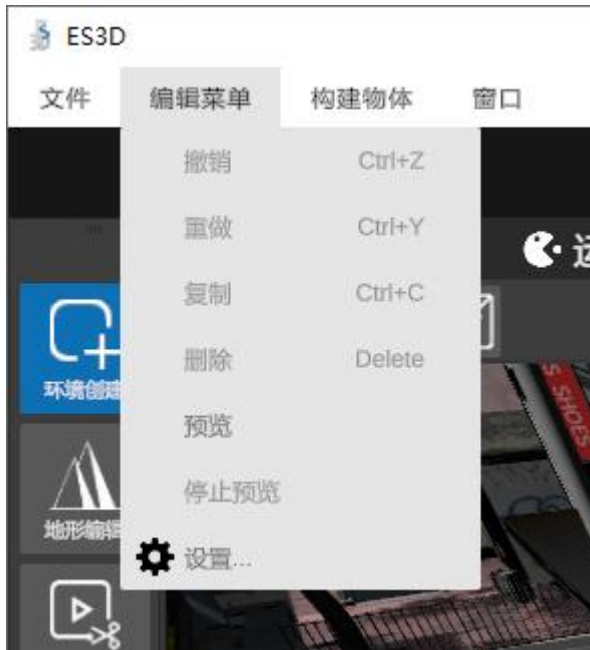 ES3D
文件 编辑菜单 构建物体 窗口
撤销 Ctrl+Z
重做 Ctrl+Y
复制 Ctrl+C
删除 Delete
预览
停止预览
设置...
环境创建
地形编辑
S SHOES